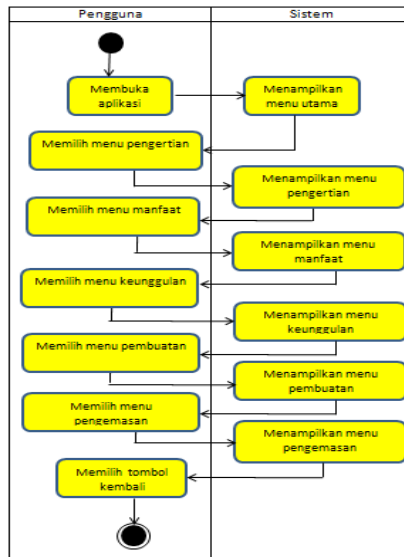 Pengguna
Sistem
Membuka
aplikasi
Menampilkan
menu utama
Memilih menu pengertian
Menampilkan menu
pengertian
Memilih menu manfaat
Menampilkan menu
manfaat
Memilih menu keunggulan
Menampilkan menu
keunggulan
Memilih menu pembuatan
Menampilkan menu
pembuatan
Memilih menu
pengemasan
Menampilkan menu
pengemasan
Memilih tombol
kembali